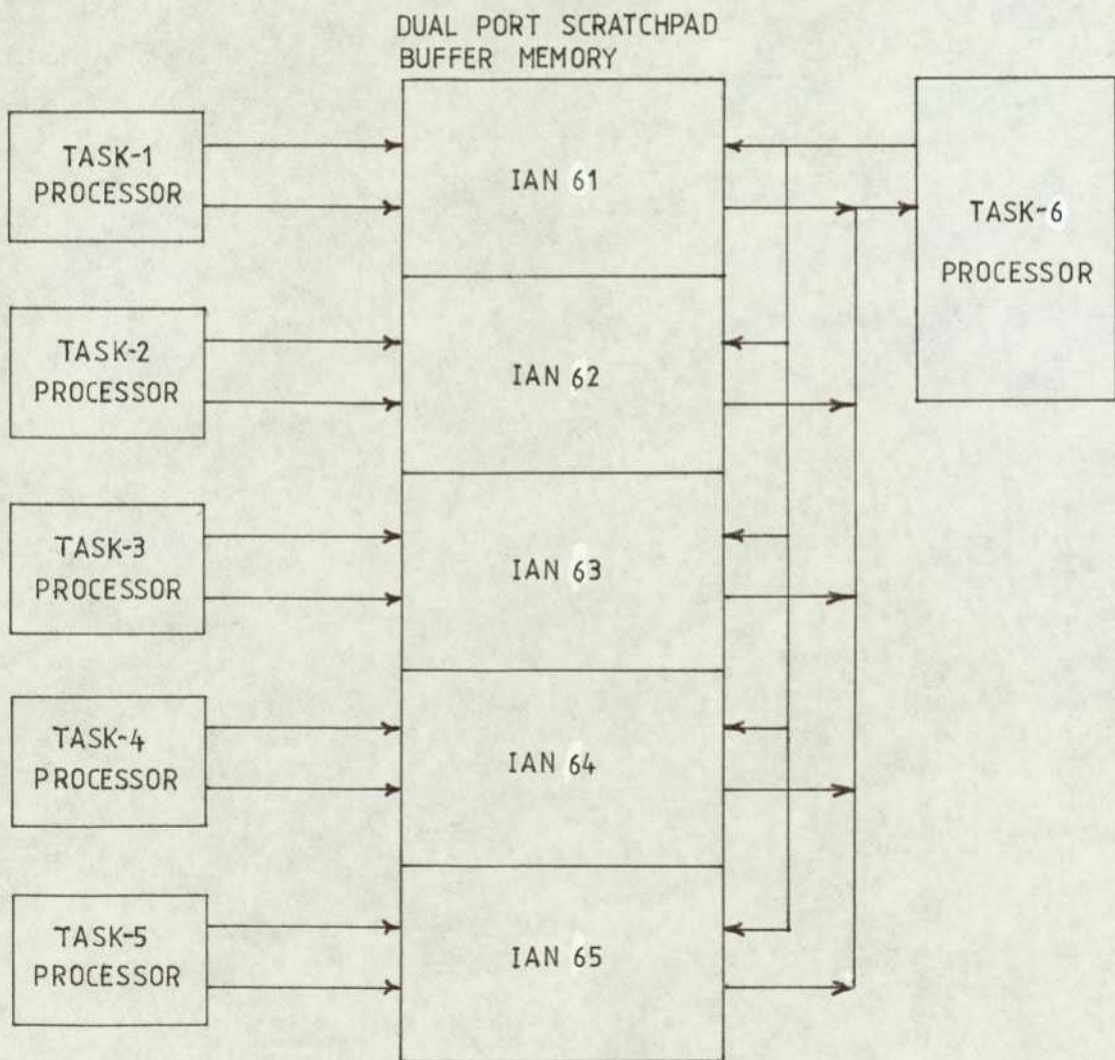 DUAL PORT SCRATCHPAD
BUFFER MEMORY
TASK-1
PROCESSOR
IAN 61
TASK-6
PROCESSOR
TASK-2
PROCESSOR
IAN 62
TASK-3
PROCESSOR
IAN 63
TASK-4
PROCESSOR
IAN 64
TASK-5
PROCESSOR
IAN 65